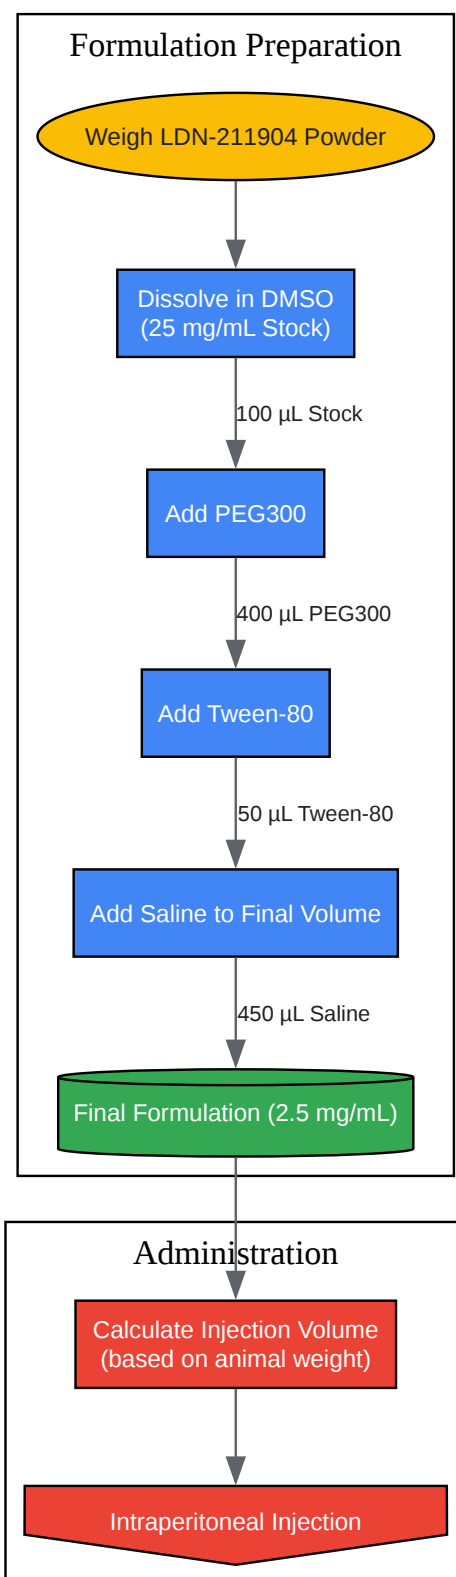 Formulation Preparation
Weigh LDN-211904 Powder
Dissolve in DMSO
(25 mg/mL Stock)
100 µL Stock
Add PEG300
400 µL PEG300
Add Tween-80
50 µL Tween-80
Add Saline to Final Volume
450 µL Saline
Final Formulation (2.5 mg/mL)
Administration
Calculate Injection Volume
(based on animal weight)
Intraperitoneal Injection